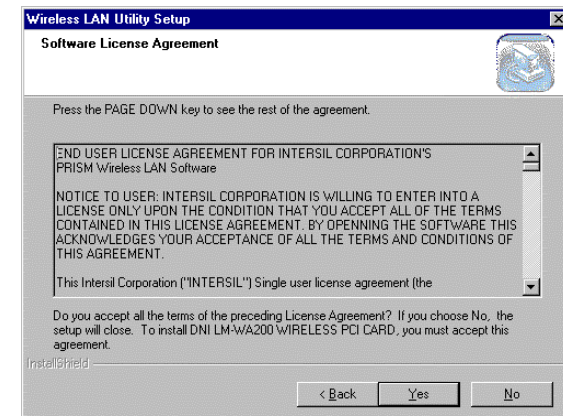 Wireless LAN Utility Setup
Software License Agreement
Press the PAGE DOWN key to see the rest of the agreement.
END USER LICENSE AGREEMENT FOR INTERSIL CORPORATION'S
PRISM Wireless LAN Software
NOTICE TO USER: INTERSIL CORPORATION IS WILLING TO ENTER INTO A
LICENSE ONLY UPON THE CONDITION THAT YOU ACCEPT ALL OF THE TERMS
CONTAINED IN THIS LICENSE AGREEMENT. BY OPENNING THE SOFTWARE THIS
ACKNOWLEDGES YOUR ACCEPTANCE OF ALL THE TERMS AND CONDITIONS OF
THIS AGREEMENT.
This Intersil Corporation ("INTERSIL") Single user license agreement (the
Do you accept all the terms of the preceding License Agreement? If you choose No, the
setup will close. To install DNI LM-WA200 WIRELESS PCI CARD, you must accept this
agreement.
InstallShield
< Back Yes No